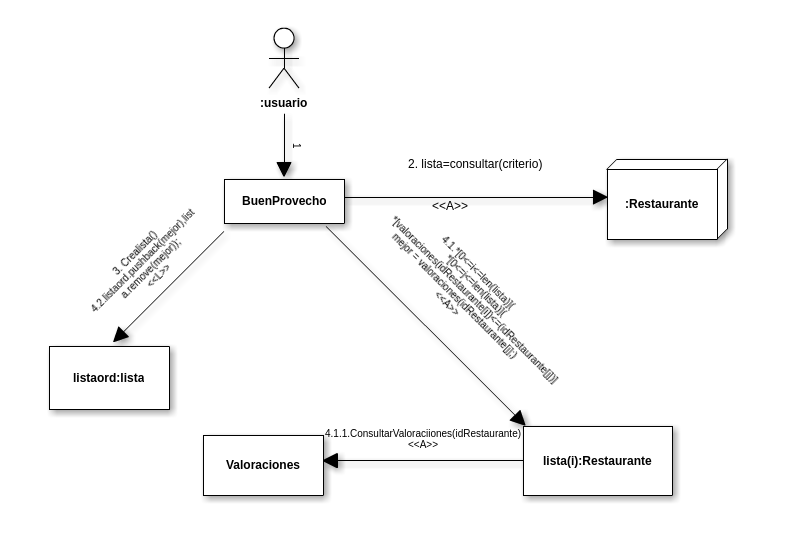 :usuario
1
BuenProvecho
2. lista=consultar(criterio)
<<A>>
:Restaurante
3. Crealista()
4.2.listaord.pushback(mejor),list
a.remove(mejor));
<<L>>
4.1.*[0<=i<=len(lista)]{
*[0<=j<=len(lista)]{
*[valoraciones(idRestaurante[i]<=(idRestaurante[j])]
mejor = valoraciones(idRestaurante[j];)
<<A>>
listaord:lista
4.1.1.ConsultarValoraciiones(idRestaurante)
<<A>>
Valoraciones
lista(i):Restaurante